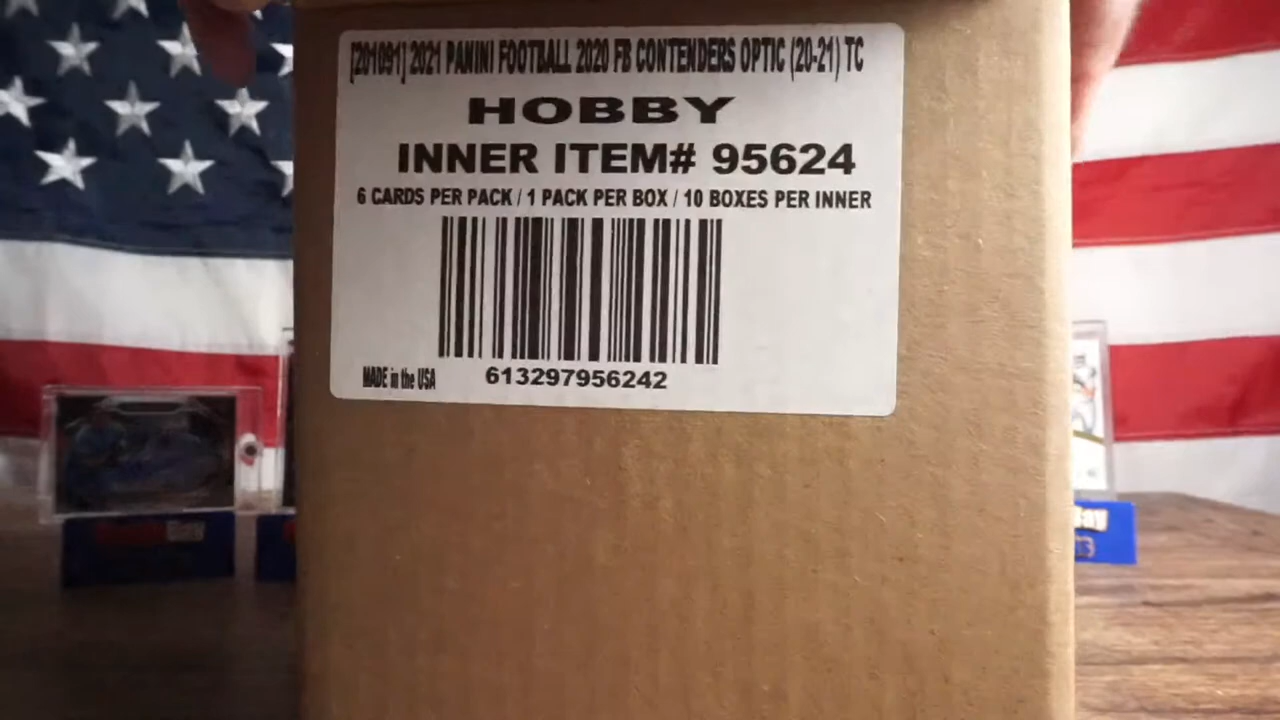 [201091] 2021 PANINI FOOTBALL 2020 FB CONTENDERS OPTIC (20-21) TC
HOBBY
INNER ITEM# 95624
6 CARDS PER PACK / 1 PACK PER BOX / 10 BOXES PER INNER
MADE in the USA
613297956242